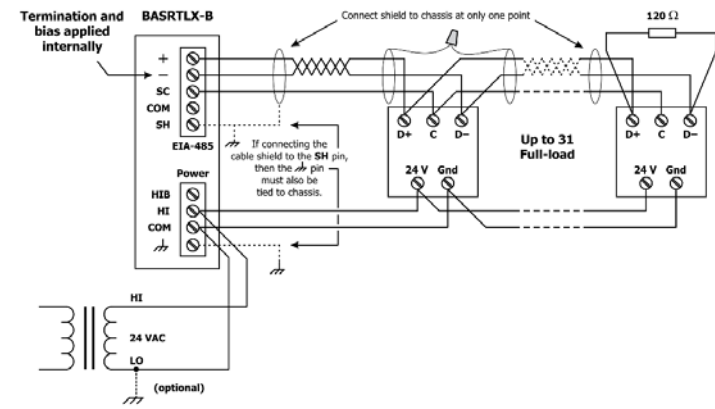 Termination and
bias applied
internally
BASRTLX-B
Connect shield to chassis at only one point
120 Ω
+
−
SC
COM
SH
EIA-485
If connecting the
cable shield to the SH pin,
then the pin
must also be
tied to chassis.
D+ C D−
Up to 31
Full-load
D+ C D−
24 V Gnd
24 V Gnd
Power
HIB
HI
COM
HI
24 VAC
LO
(optional)